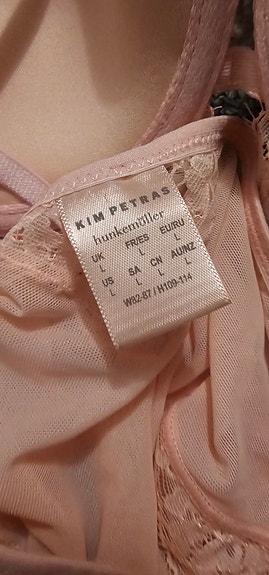 KIM PETRAS
hunkemöller
UK FR/ES EU/RU
L L L
US SA CN AU/NZ
L L L L
W82-87 / H109-114